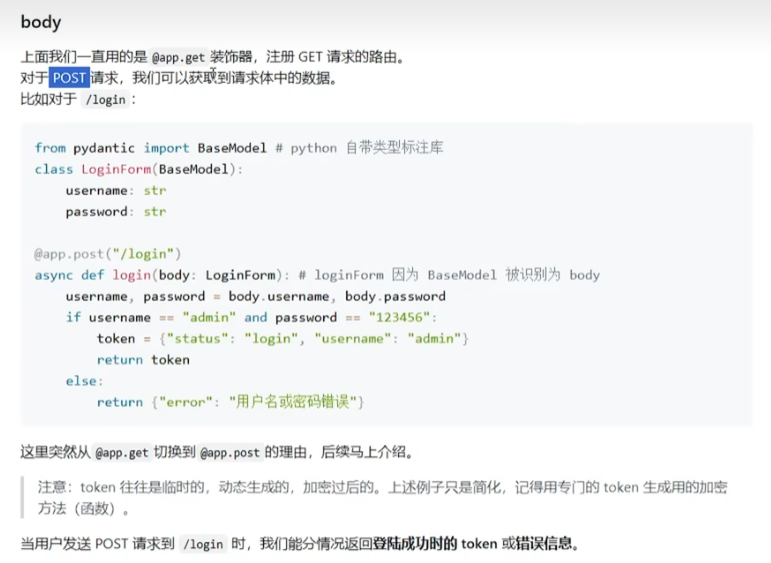 body
上面我们一直用的是 @app.get 装饰器，注册 GET 请求的路由。
对于 POST 请求，我们可以获取到请求体中的数据。
比如对于 /login：
from pydantic import BaseModel # python 自带类型标注库
class LoginForm(BaseModel):
    username: str
    password: str
@app.post("/login")
async def login(body: LoginForm): # loginForm 因为 BaseModel 被识别为 body
    username, password = body.username, body.password
    if username == "admin" and password == "123456":
        token = {"status": "login", "username": "admin"}
        return token
    else:
        return {"error": "用户名或密码错误"}
这里突然从 @app.get 切换到 @app.post 的理由，后续马上介绍。
注意：token 往往是临时的，动态生成的，加密过后的。上述例子只是简化，记得用专门的 token 生成用的加密
方法（函数）。
当用户发送 POST 请求到 /login 时，我们能分情况返回登陆成功时的 token 或错误信息。